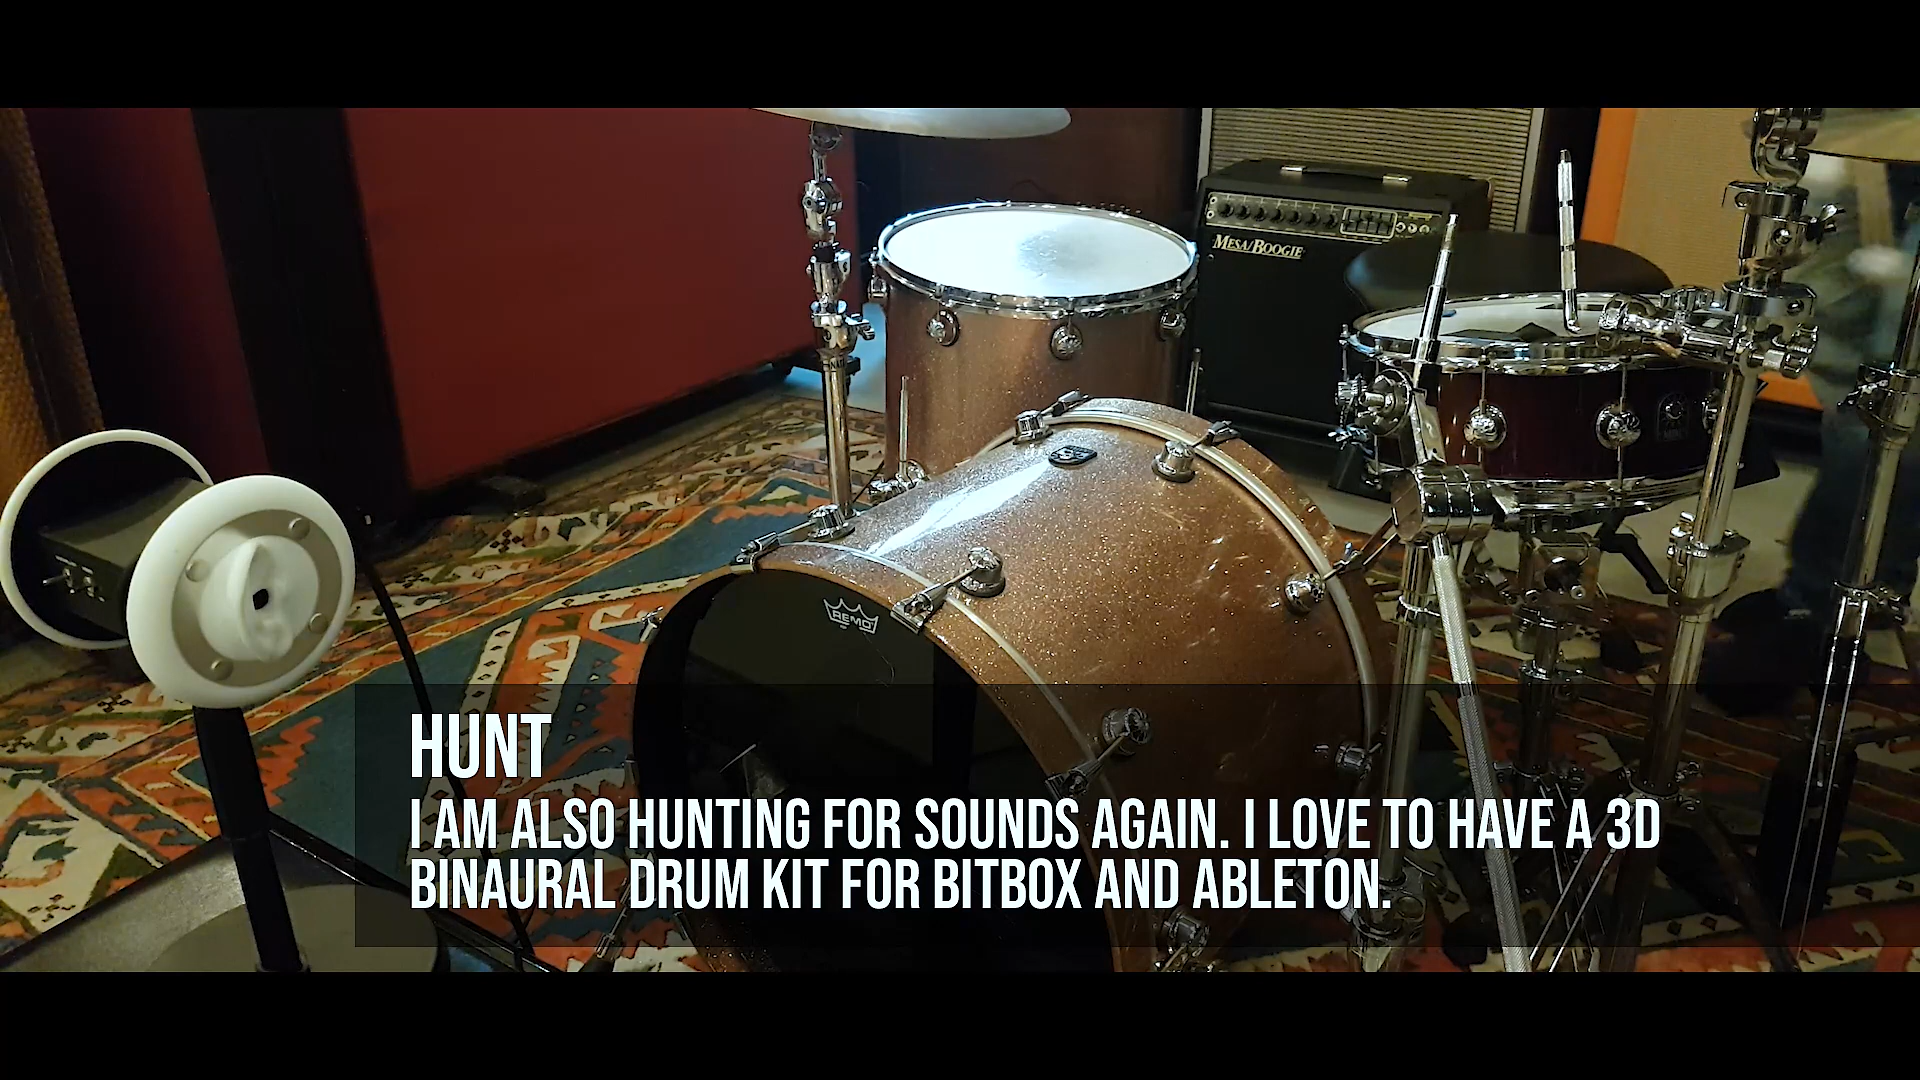 MESA/BOOGIE
REMO
HUNT
I AM ALSO HUNTING FOR SOUNDS AGAIN. I LOVE TO HAVE A 3D
BINAURAL DRUM KIT FOR BITBOX AND ABLETON.